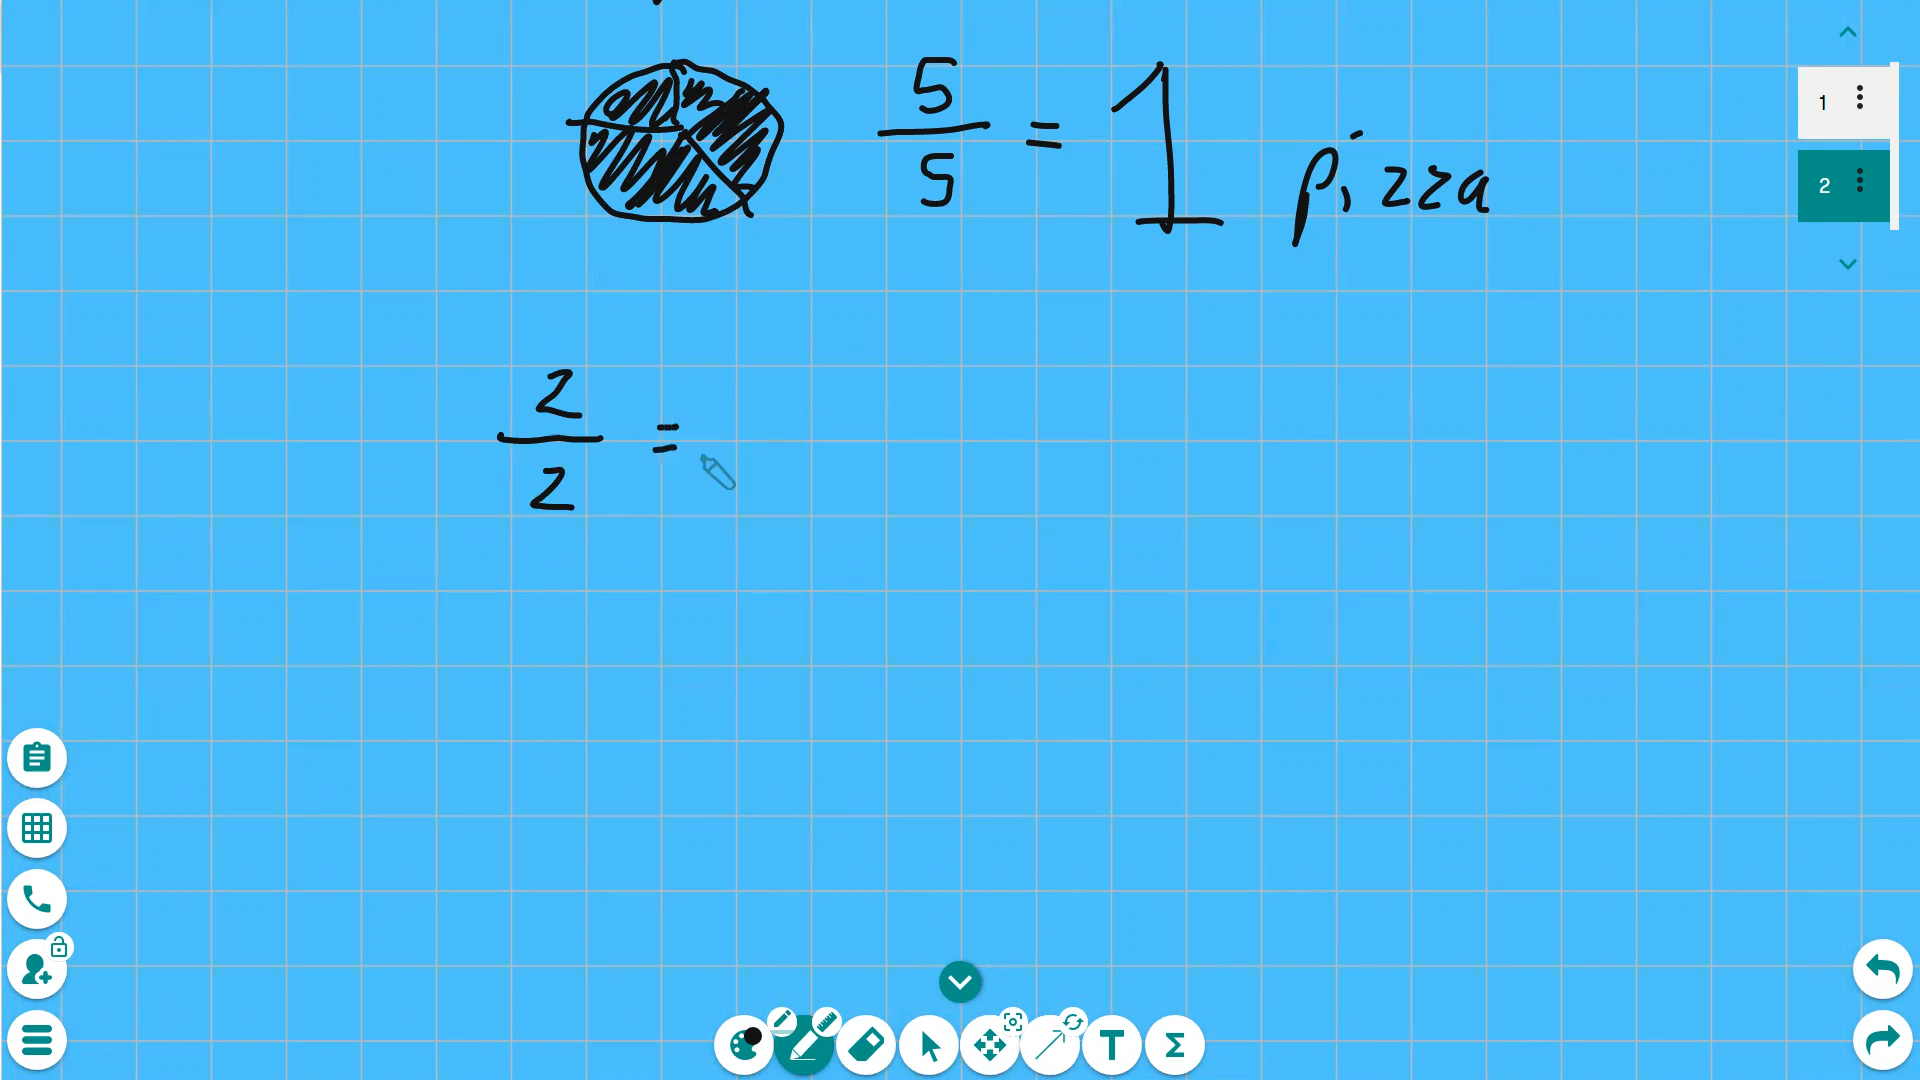 5/5 = 1 pizza
2/2 =
1
2
T
Σ